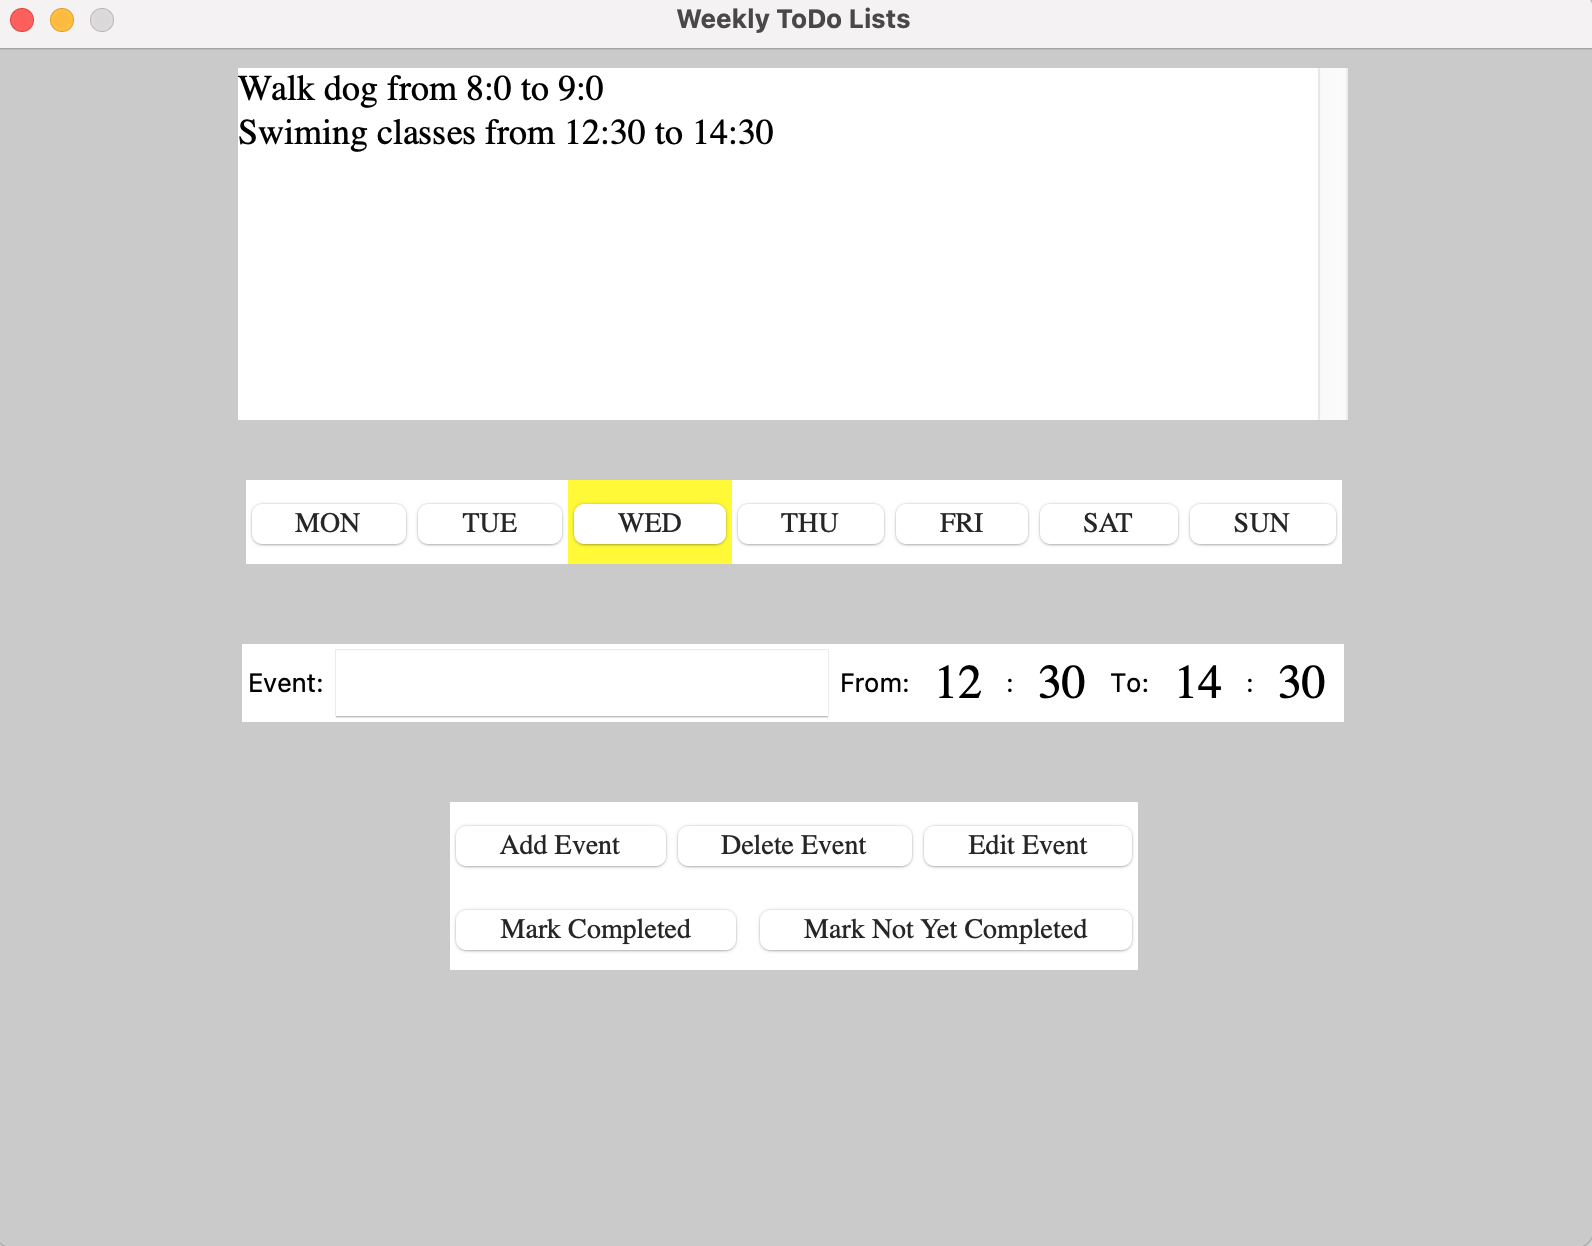 Weekly ToDo Lists
Walk dog from 8:0 to 9:0
Swiming classes from 12:30 to 14:30
MON TUE WED THU FRI SAT SUN
Event: From: 12 : 30 To: 14 : 30
Add Event Delete Event Edit Event
Mark Completed Mark Not Yet Completed